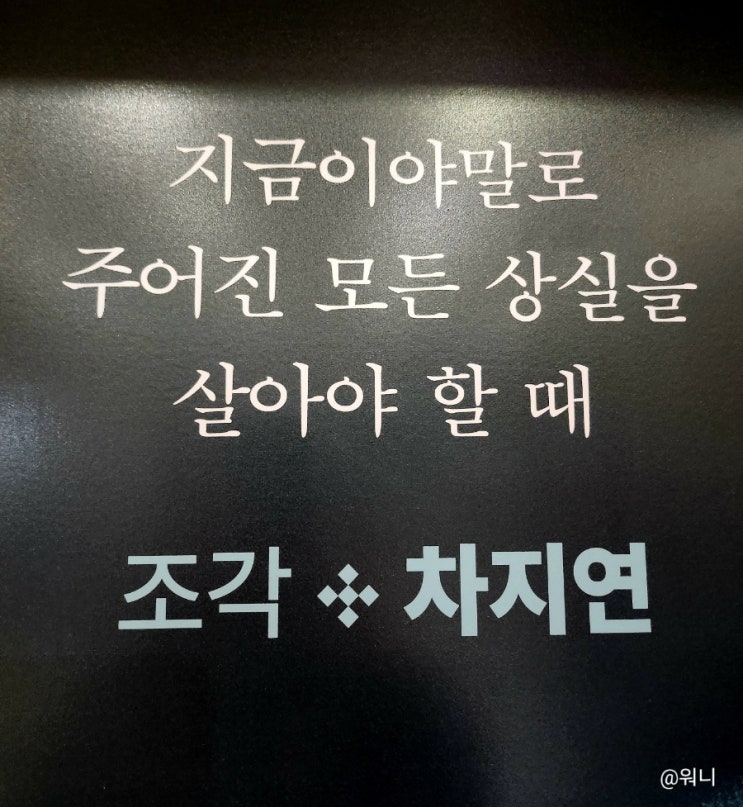 지금이야말로
주어진 모든 상실을
살아야 할 때
조각 차지연
@워니